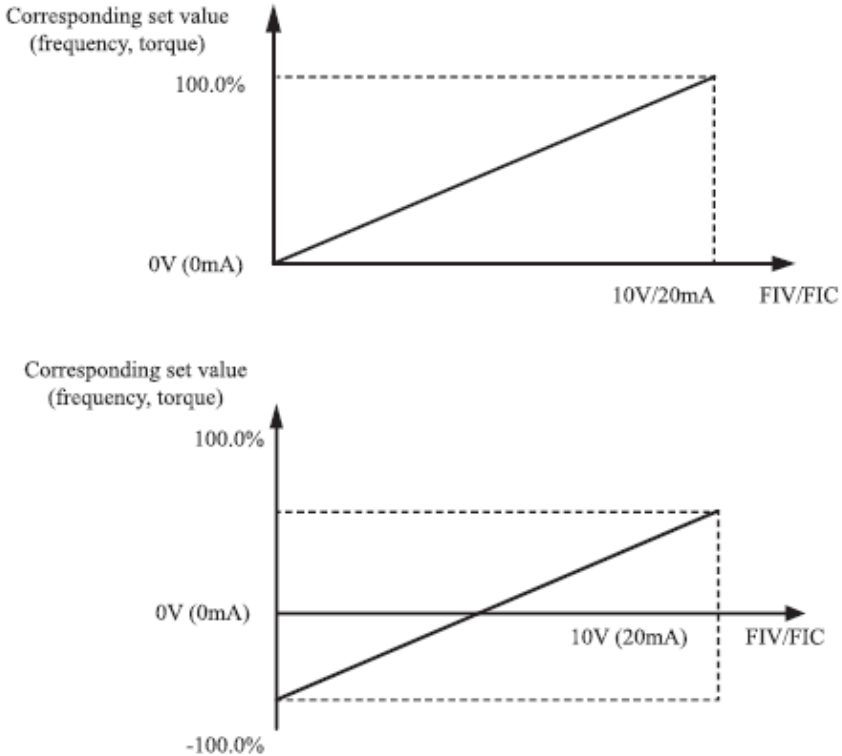 Corresponding set value
(frequency, torque)
100.0%
0V (0mA)
10V/20mA FIV/FIC
Corresponding set value
(frequency, torque)
100.0%
0V (0mA)
10V (20mA) FIV/FIC
-100.0%